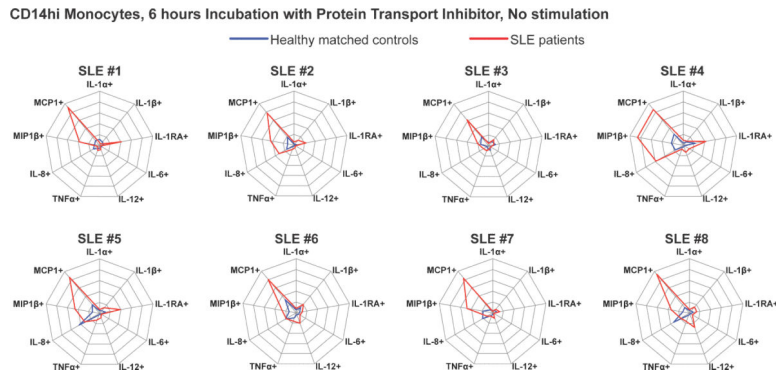 CD14hi Monocytes, 6 hours Incubation with Protein Transport Inhibitor, No stimulation
Healthy matched controls
SLE patients
SLE #1
IL-1α+
IL-1β+
IL-1RA+
IL-6+
IL-12+
TNFα+
IL-8+
MIP1β+
MCP1+
SLE #2
IL-1α+
IL-1β+
IL-1RA+
IL-6+
IL-12+
TNFα+
IL-8+
MIP1β+
MCP1+
SLE #3
IL-1α+
IL-1β+
IL-1RA+
IL-6+
IL-12+
TNFα+
IL-8+
MIP1β+
MCP1+
SLE #4
IL-1α+
IL-1β+
IL-1RA+
IL-6+
IL-12+
TNFα+
IL-8+
MIP1β+
MCP1+
SLE #5
IL-1α+
IL-1β+
IL-1RA+
IL-6+
IL-12+
TNFα+
IL-8+
MIP1β+
MCP1+
SLE #6
IL-1α+
IL-1β+
IL-1RA+
IL-6+
IL-12+
TNFα+
IL-8+
MIP1β+
MCP1+
SLE #7
IL-1α+
IL-1β+
IL-1RA+
IL-6+
IL-12+
TNFα+
IL-8+
MIP1β+
MCP1+
SLE #8
IL-1α+
IL-1β+
IL-1RA+
IL-6+
IL-12+
TNFα+
IL-8+
MIP1β+
MCP1+